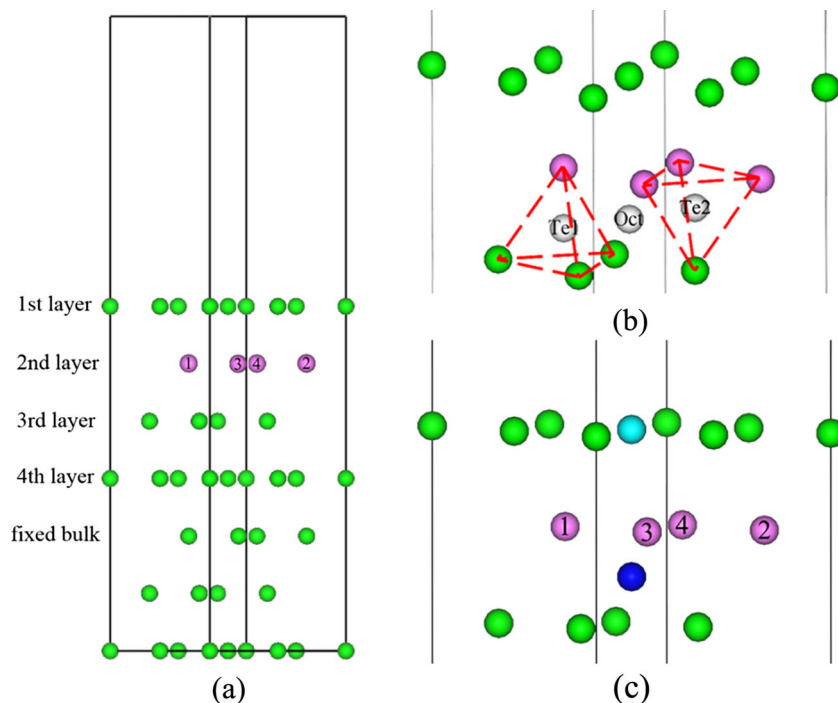 1st layer
2nd layer
1
3
4
2
3rd layer
4th layer
fixed bulk
(a)
Te1
Oct
Te2
(b)
1
3
4
2
(c)